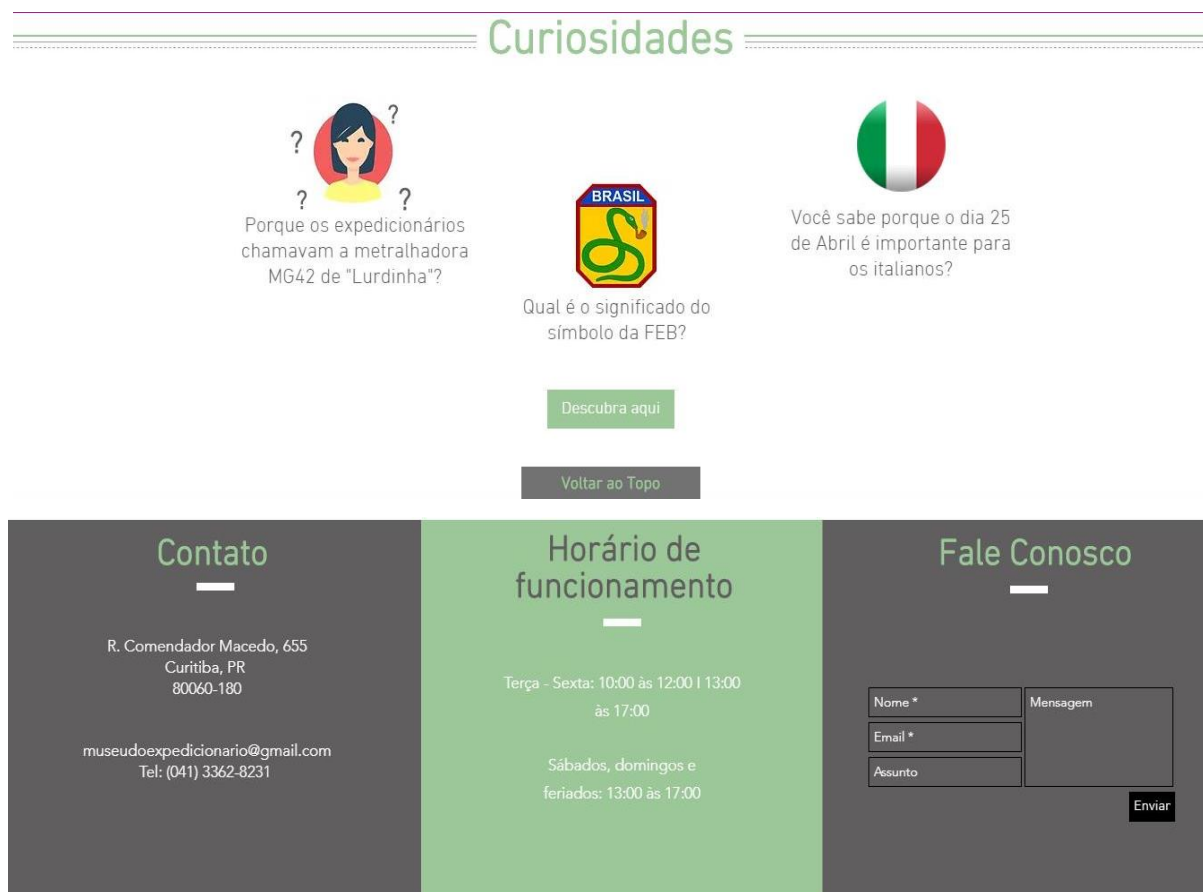 Curiosidades
?
?
?
?
Porque os expedicionários
chamavam a metralhadora
MG42 de "Lurdinha"?
BRASIL
Qual é o significado do
símbolo da FEB?
Você sabe porque o dia 25
de Abril é importante para
os italianos?
Descubra aqui
Voltar ao Topo
Contato
R. Comendador Macedo, 655
Curitiba, PR
80060-180
museudoexpedicionario@gmail.com
Tel: (041) 3362-8231
Horário de
funcionamento
Terça - Sexta: 10:00 às 12:00 I 13:00
às 17:00
Sábados, domingos e
feriados: 13:00 às 17:00
Fale Conosco
Nome *
Email *
Assunto
Mensagem
Enviar